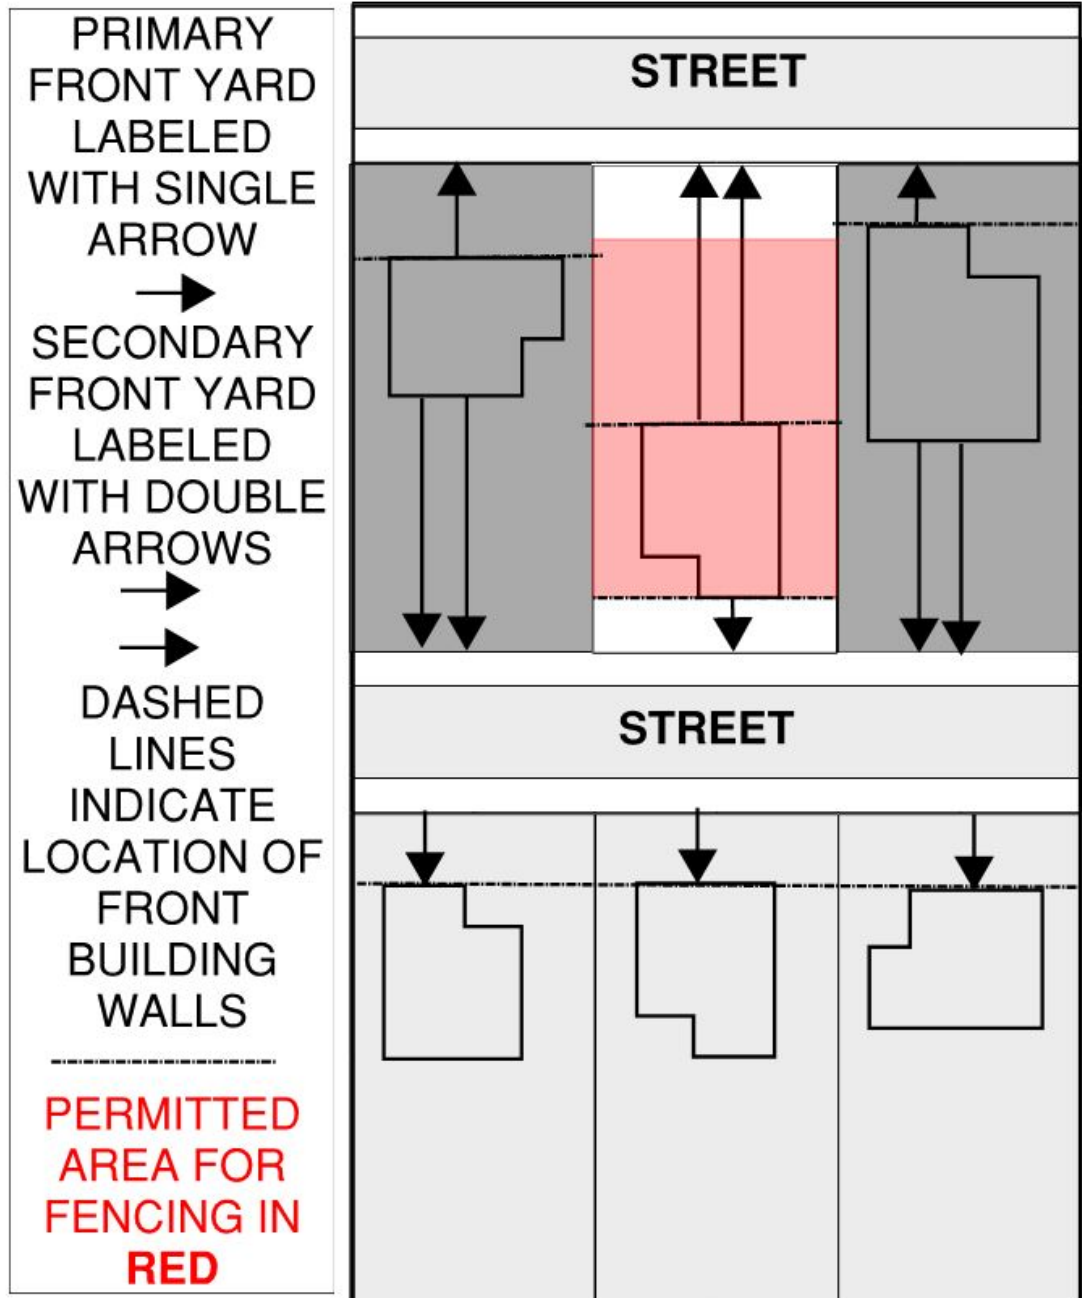 PRIMARY
FRONT YARD
LABELED
WITH SINGLE
ARROW
SECONDARY
FRONT YARD
LABELED
WITH DOUBLE
ARROWS
DASHED
LINES
INDICATE
LOCATION OF
FRONT
BUILDING
WALLS
PERMITTED
AREA FOR
FENCING IN
RED
STREET
STREET